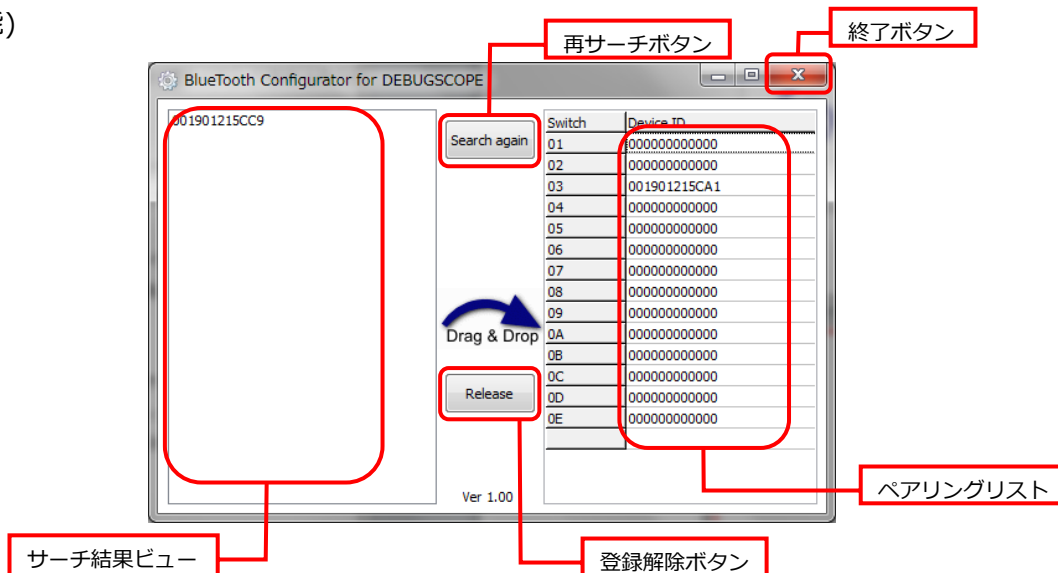 能)
再サーチボタン
終了ボタン
BlueTooth Configurator for DEBUGSCOPE
001901215CC9
Search again
Switch Device ID
01 000000000000
02 000000000000
03 001901215CA1
04 000000000000
05 000000000000
06 000000000000
07 000000000000
08 000000000000
09 000000000000
0A 000000000000
0B 000000000000
0C 000000000000
0D 000000000000
0E 000000000000
Drag & Drop
Release
Ver 1.00
ペアリングリスト
サーチ結果ビュー
登録解除ボタン